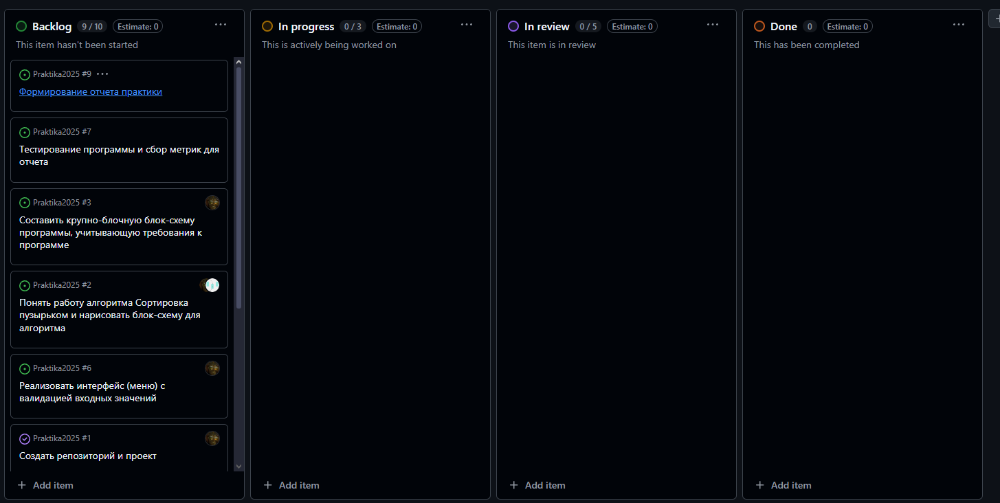 Backlog 9 / 10 Estimate: 0
This item hasn't been started
Praktika2025 #9
Формирование отчета практики
Praktika2025 #7
Тестирование программы и сбор метрик для
отчета
Praktika2025 #3
Составить крупно-блочную блок-схему
программы, учитывающую требования к
программе
Praktika2025 #2
Понять работу алгоритма Сортировка
пузырьком и нарисовать блок-схему для
алгоритма
Praktika2025 #6
Реализовать интерфейс (меню) с
валидацией входных значений
Praktika2025 #1
Создать репозиторий и проект
+ Add item
In progress 0 / 3 Estimate: 0
This is actively being worked on
+ Add item
In review 0 / 5 Estimate: 0
This item is in review
+ Add item
Done 0 Estimate: 0
This has been completed
+ Add item